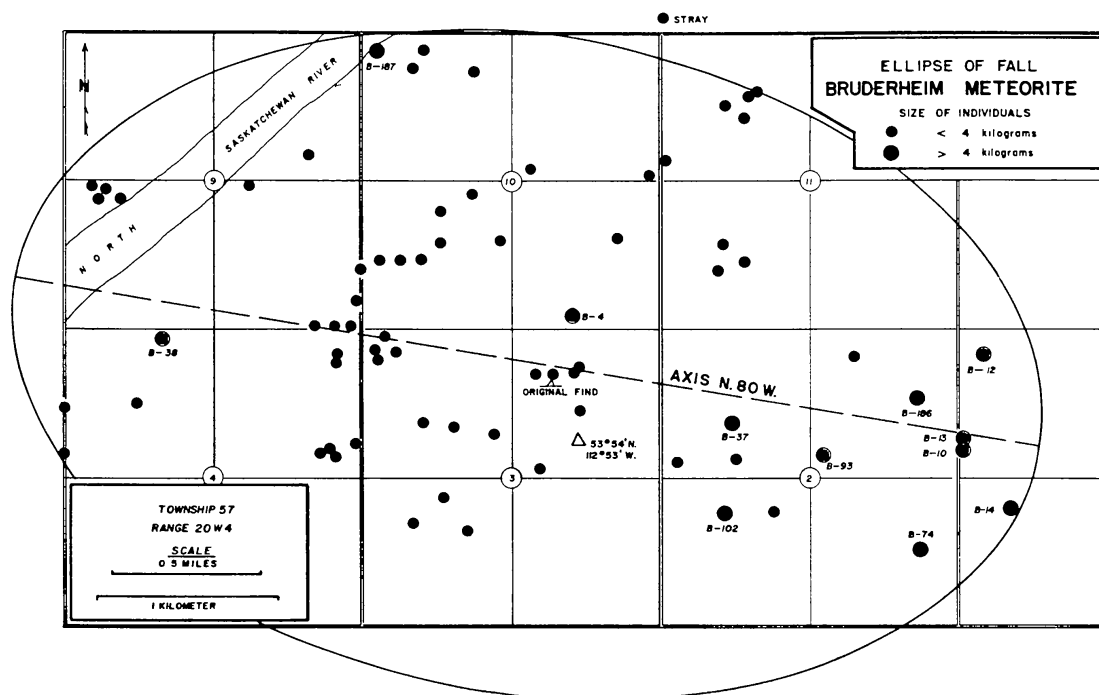 STRAY
ELLIPSE OF FALL
BRUDERHEIM METEORITE
SIZE OF INDIVIDUALS
< 4 kilograms
> 4 kilograms
N
B-187
NORTH SASKATCHEWAN RIVER
9
10
11
B-4
B-38
B-12
AXIS N. 80 W.
ORIGINAL FIND
B-186
B-37
B-13
53° 54' N.
B-10
112° 53' W.
B-93
4
3
2
TOWNSHIP 57
RANGE 20 W 4
SCALE
0 5 MILES
1 KILOMETER
B-102
B-14
B-74